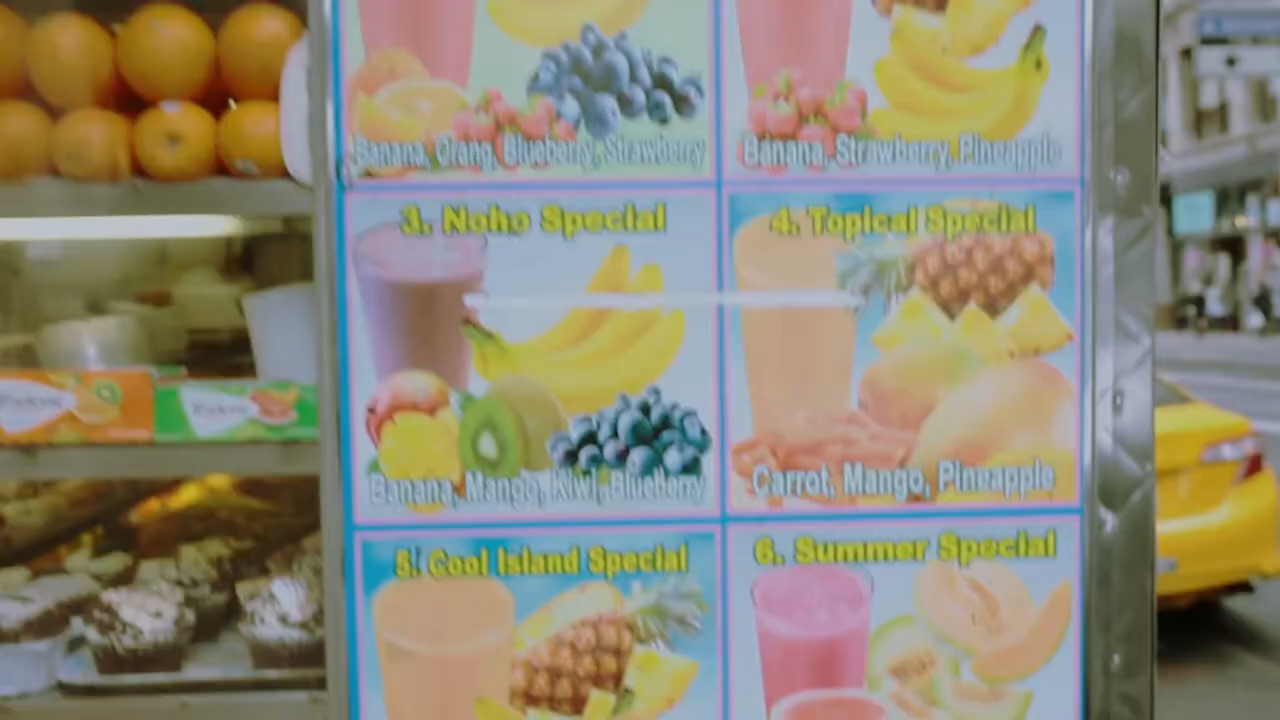 Banana, Orang, Blueberry, Strawberry
Banana, Strawberry, Pineapple
3. Noho Special
Banana, Mango, Kiwi, Blueberry
4. Topical Special
Carrot, Mango, Pineapple
5. Cool Island Special
6. Summer Special